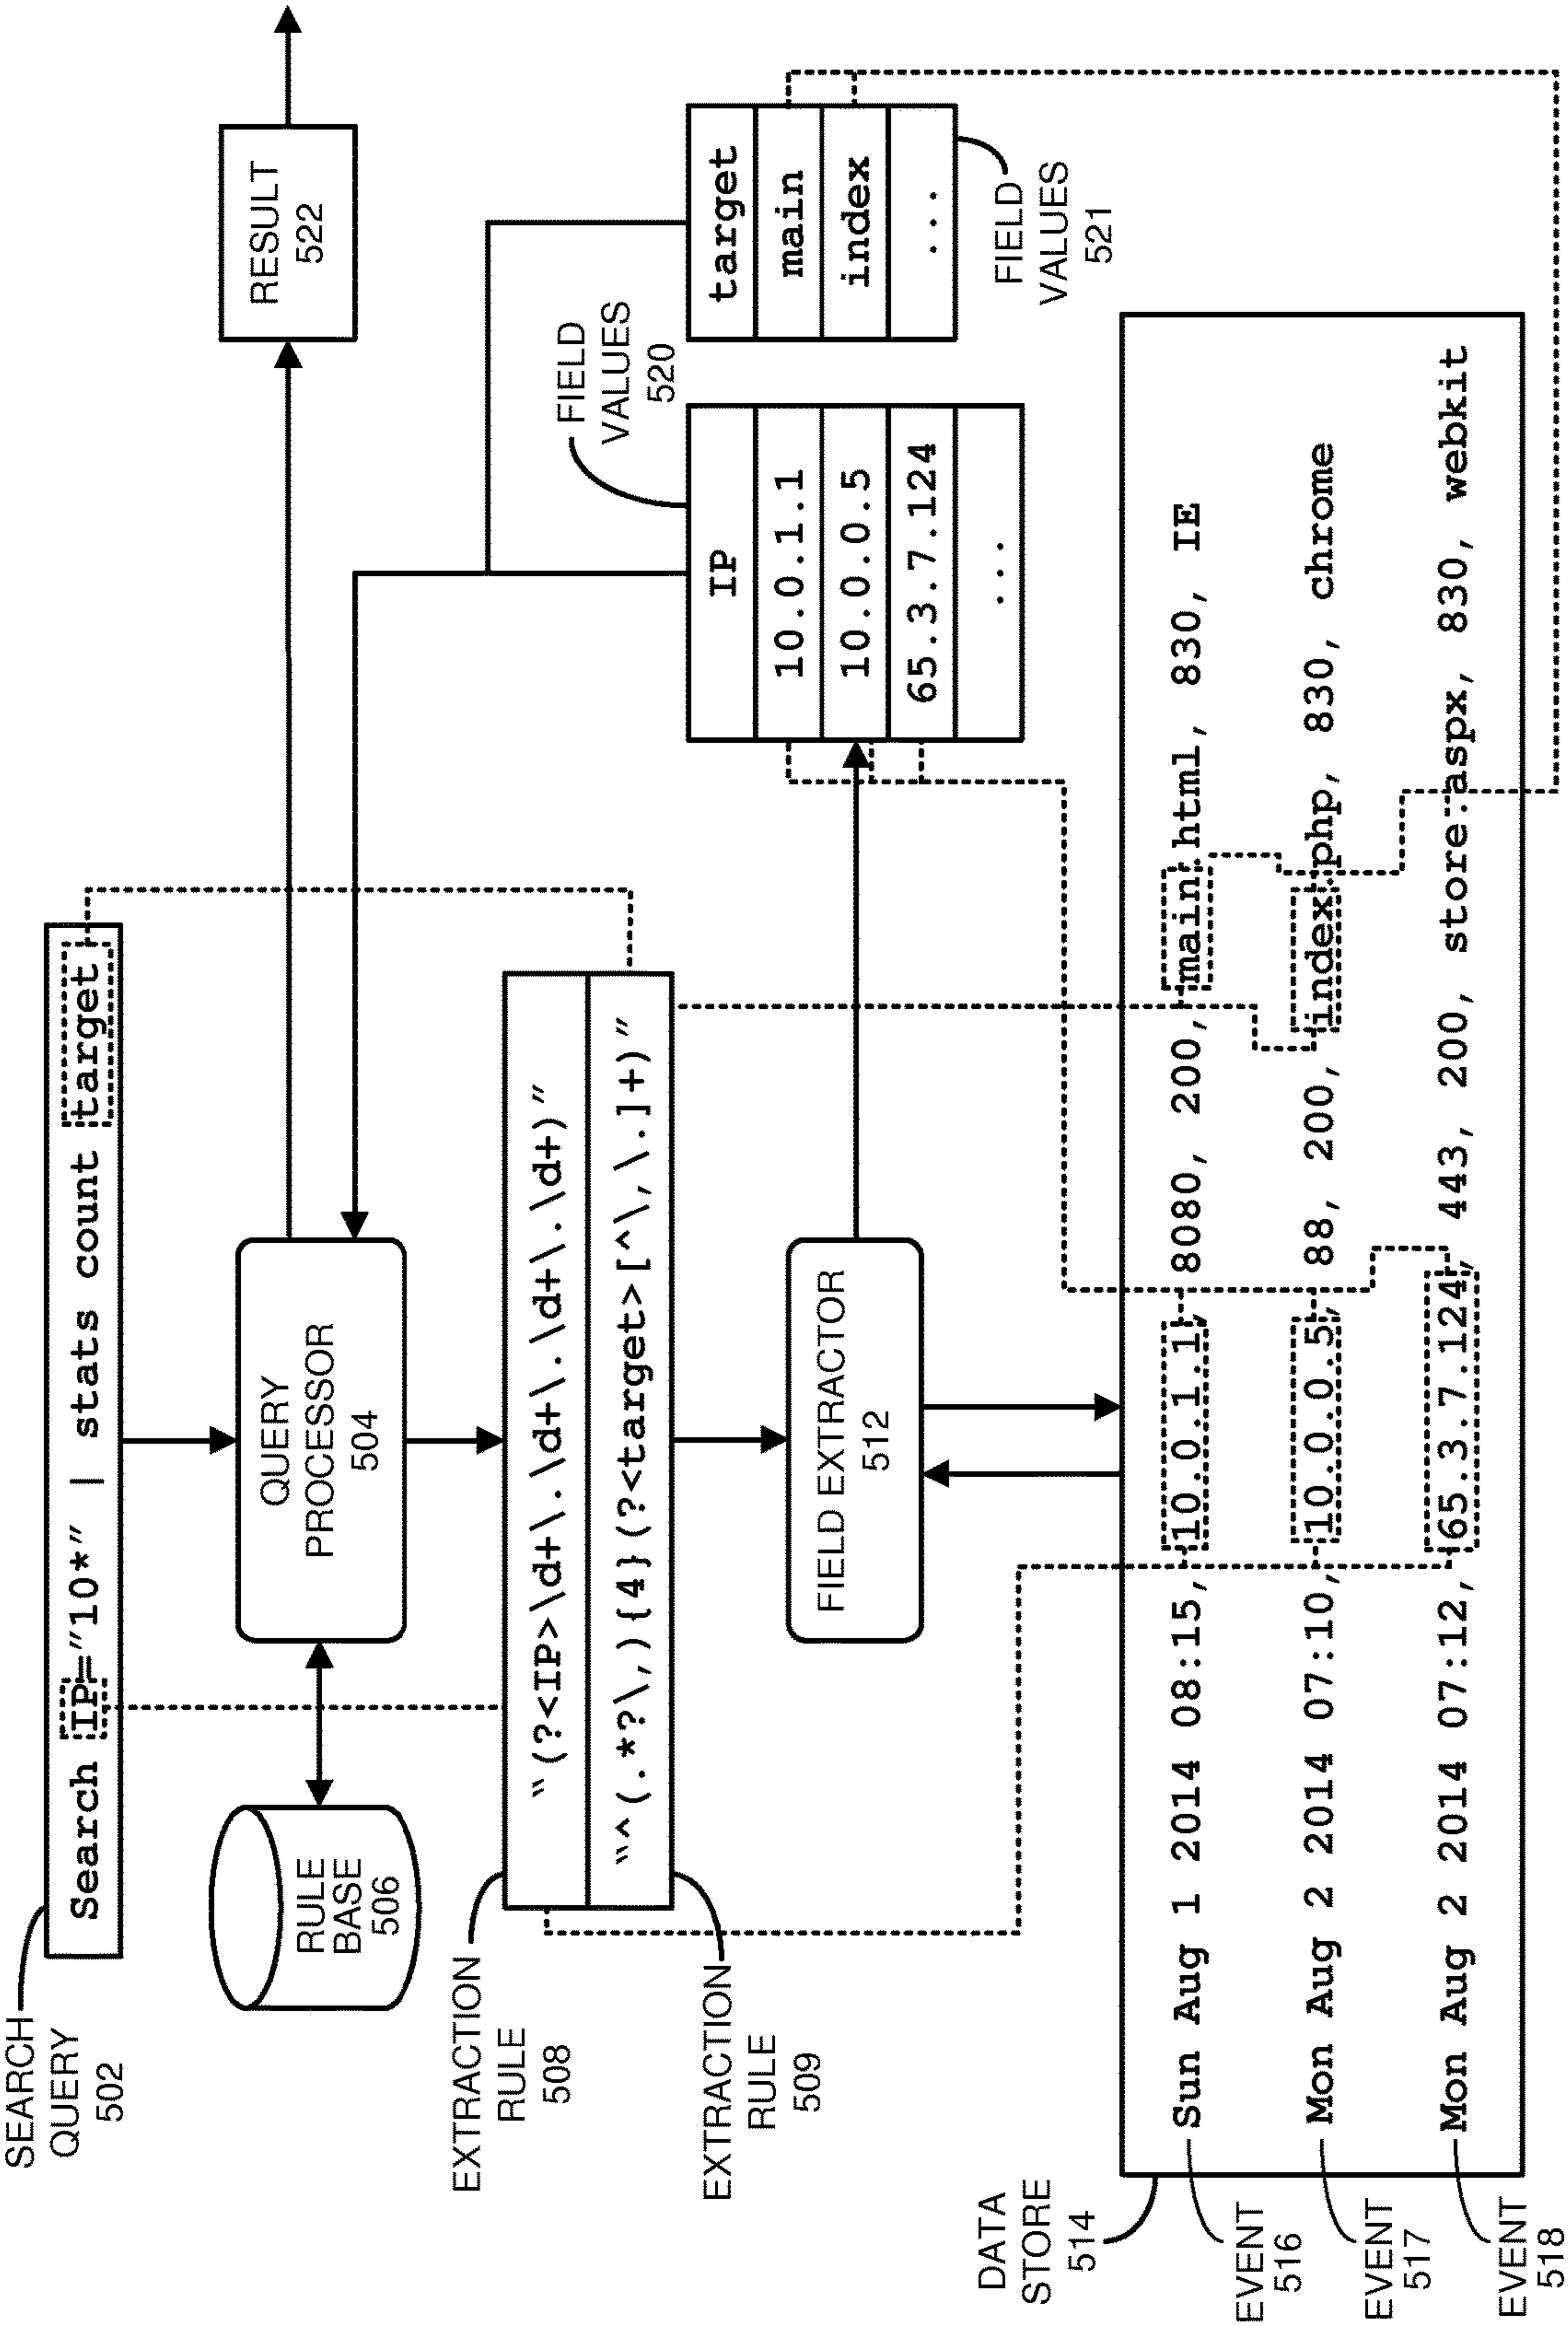 SEARCH
QUERY
502
Search IP="10*" | stats count target
RULE
BASE
506
QUERY
PROCESSOR
504
RESULT
522
EXTRACTION
RULE
508
"(?<IP>\d+\.\d+\.\d+\.\d+)"
"^(.*?\,){4}(?<target>[^\,\.]+)"
EXTRACTION
RULE
509
FIELD EXTRACTOR
512
FIELD
VALUES
520
IP
10.0.1.1
10.0.0.5
65.3.7.124
...
target
main
index
...
FIELD
VALUES
521
DATA
STORE
514
EVENT
516
Sun Aug 1 2014 08:15, 10.0.1.1, 8080, 200, main.html, 830, IE
EVENT
517
Mon Aug 2 2014 07:10, 10.0.0.5, 88, 200, index.php, 830, chrome
EVENT
518
Mon Aug 2 2014 07:12, 65.3.7.124, 443, 200, store.aspx, 830, webkit